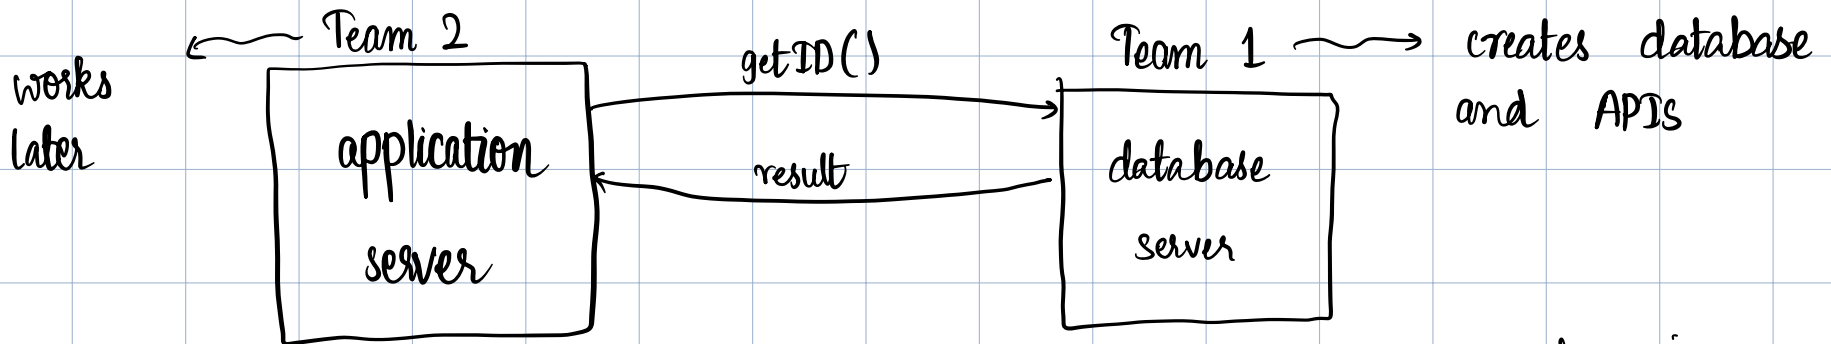 Team 2
works
later
application
server
getID()
result
Team 1
database
server
creates database
and APIs